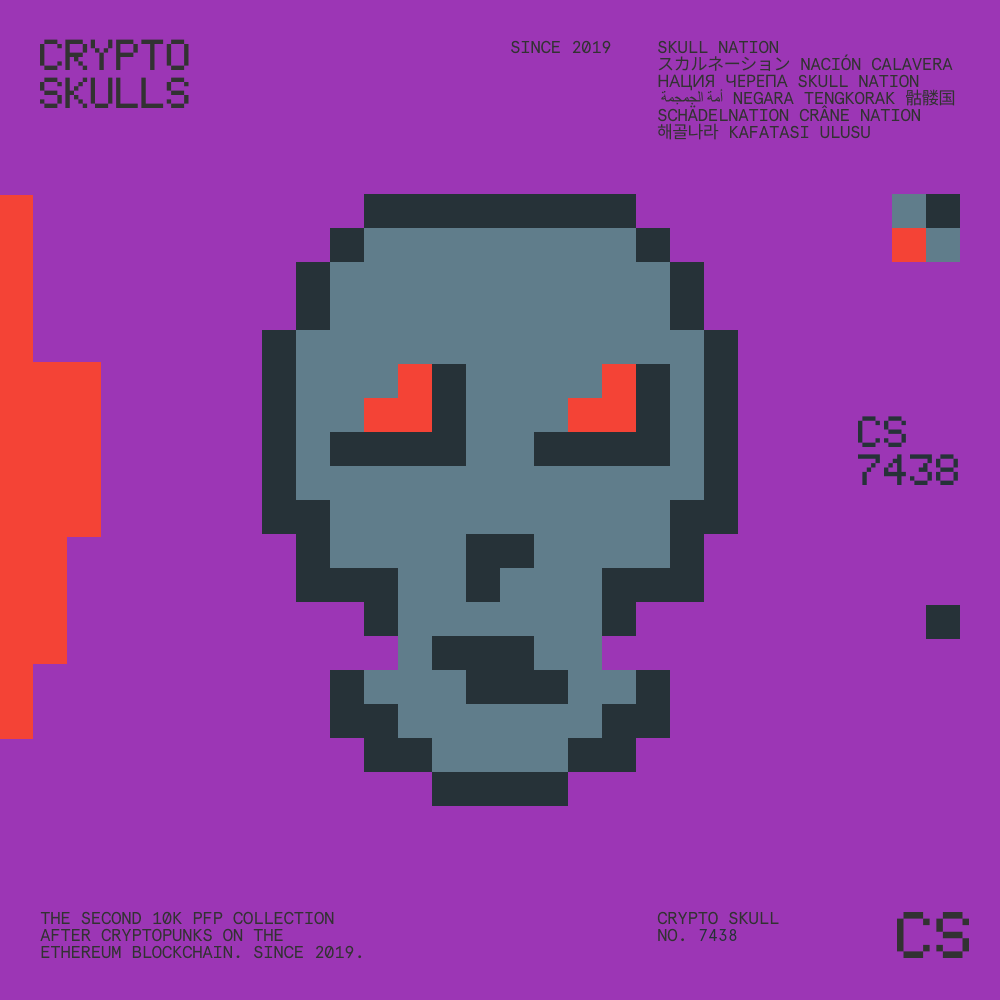 CRYPTO
SKULLS
SINCE 2019
SKULL NATION
スカルネーション NACIÓN CALAVERA
НАЦИЯ ЧЕРЕПА SKULL NATION
أمة الجمجمة NEGARA TENGKORAK 骷髅国
SCHÄDELNATION CRÂNE NATION
해골나라 KAFATASI ULUSU
CS
7438
THE SECOND 10K PFP COLLECTION
AFTER CRYPTOPUNKS ON THE
ETHEREUM BLOCKCHAIN. SINCE 2019.
CRYPTO SKULL
NO. 7438
CS